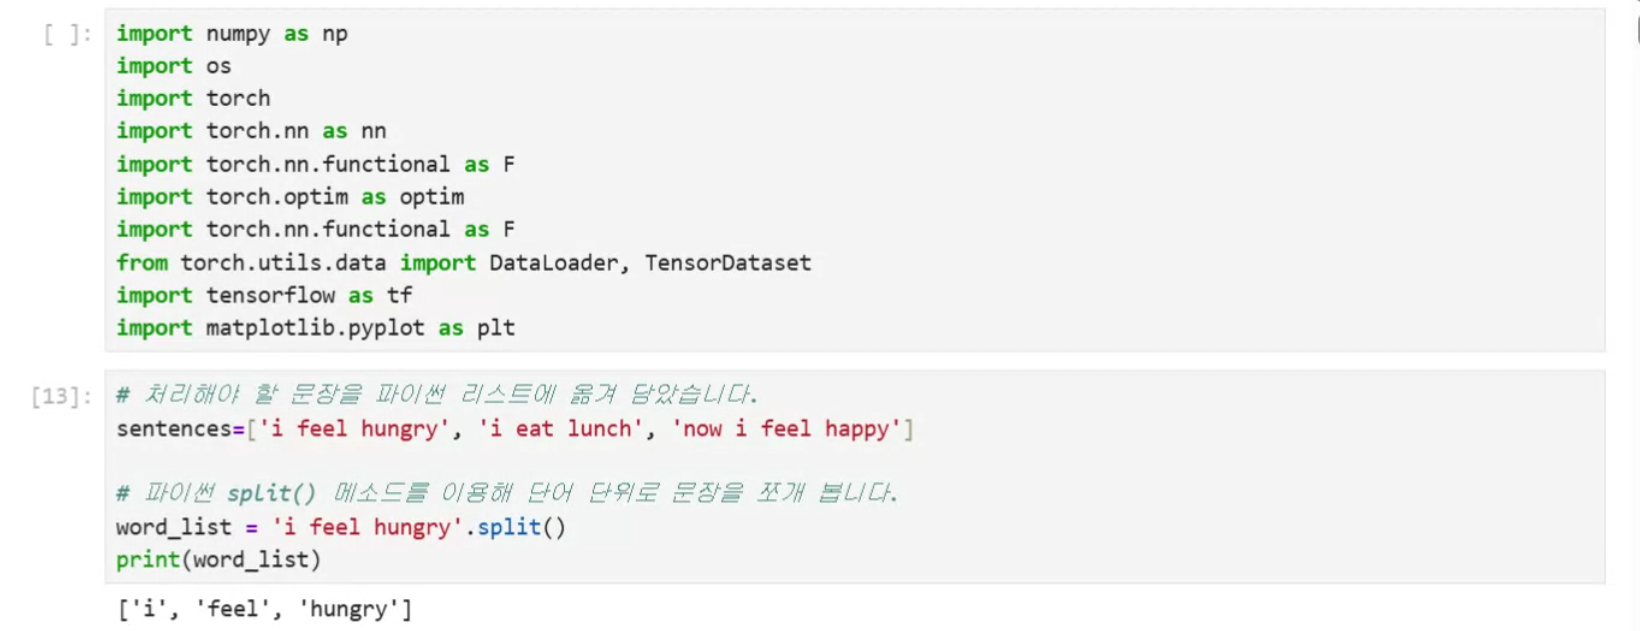 [ ]:
import numpy as np
import os
import torch
import torch.nn as nn
import torch.nn.functional as F
import torch.optim as optim
import torch.nn.functional as F
from torch.utils.data import DataLoader, TensorDataset
import tensorflow as tf
import matplotlib.pyplot as plt
[13]:
# 처리해야 할 문장을 파이썬 리스트에 옮겨 담았습니다.
sentences=['i feel hungry', 'i eat lunch', 'now i feel happy']
# 파이썬 split() 메소드를 이용해 단어 단위로 문장을 쪼개 봅니다.
word_list = 'i feel hungry'.split()
print(word_list)
['i', 'feel', 'hungry']